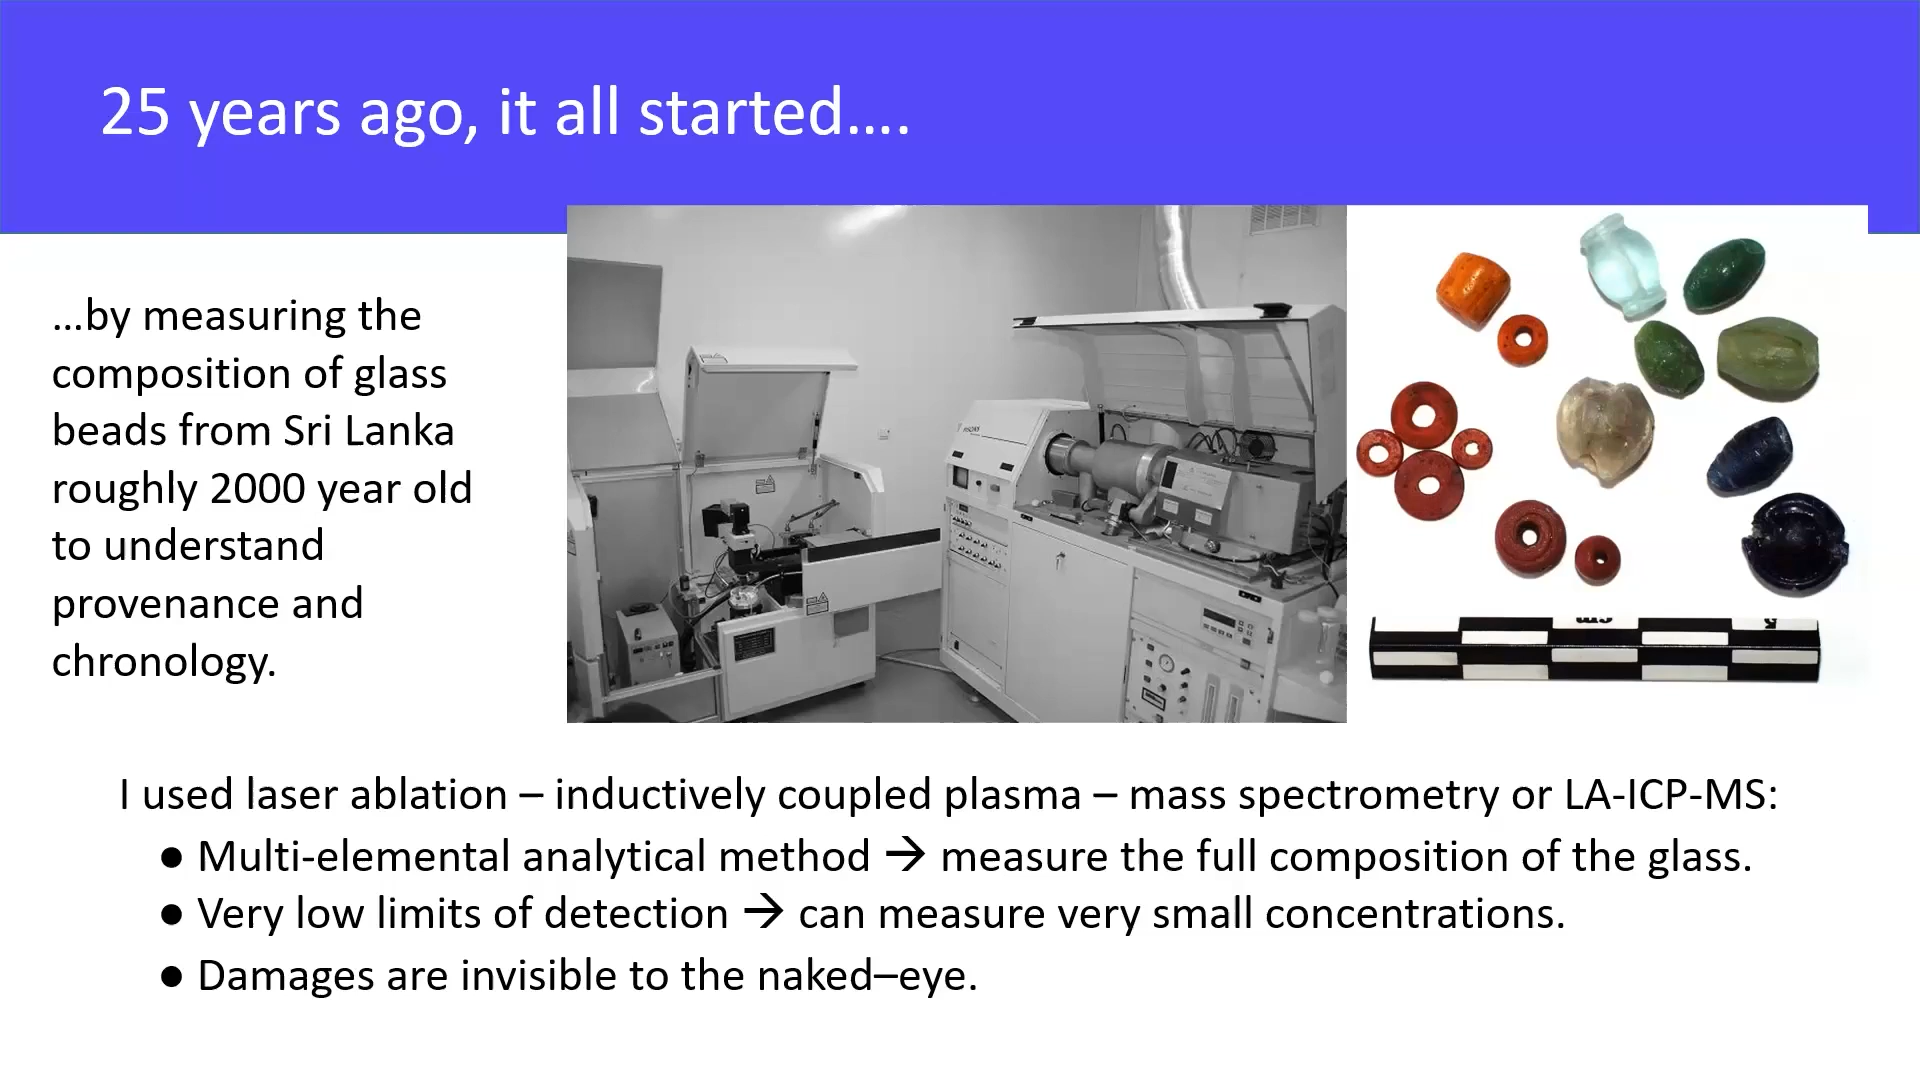 25 years ago, it all started….
…by measuring the
composition of glass
beads from Sri Lanka
roughly 2000 year old
to understand
provenance and
chronology.
cm
5
I used laser ablation – inductively coupled plasma – mass spectrometry or LA-ICP-MS:
● Multi-elemental analytical method → measure the full composition of the glass.
● Very low limits of detection → can measure very small concentrations.
● Damages are invisible to the naked–eye.